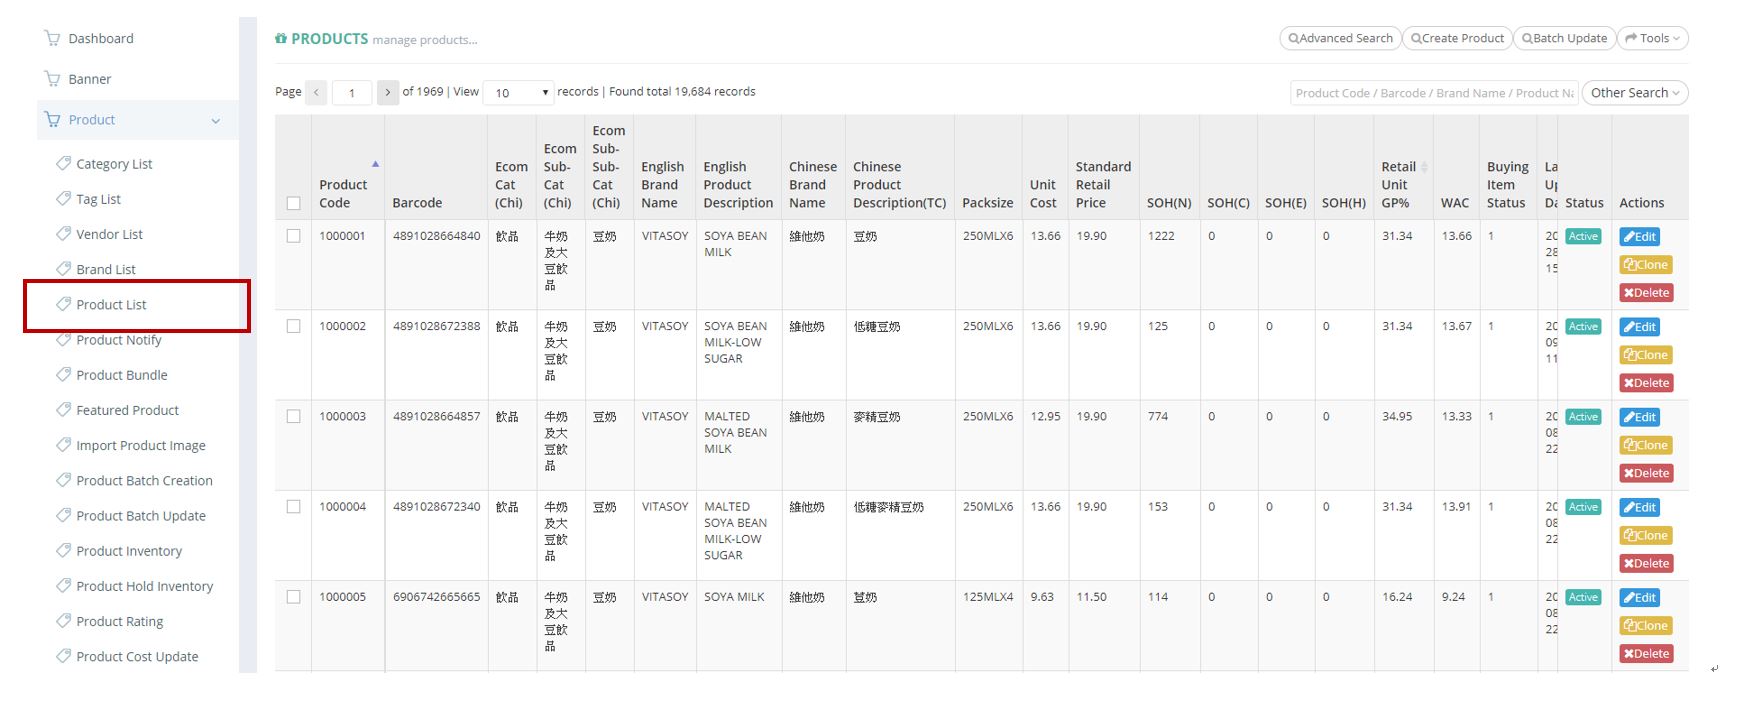 Dashboard
Banner
Product
Category List
Tag List
Vendor List
Brand List
Product List
Product Notify
Product Bundle
Featured Product
Import Product Image
Product Batch Creation
Product Batch Update
Product Inventory
Product Hold Inventory
Product Rating
Product Cost Update
PRODUCTS manage products...
Advanced Search Create Product Batch Update Tools
Page 1 of 1969 | View 10 records | Found total 19,684 records
Product Code / Barcode / Brand Name / Product Na Other Search
Product Code
Barcode
Ecom Cat (Chi)
Ecom Sub-Cat (Chi)
Ecom Sub-Sub-Cat (Chi)
English Brand Name
English Product Description
Chinese Brand Name
Chinese Product Description(TC)
Packsize
Unit Cost
Standard Retail Price
SOH(N)
SOH(C)
SOH(E)
SOH(H)
Retail Unit GP%
WAC
Buying Item Status
La Up Da
Status
Actions
1000001 4891028664840 飲品 牛奶及大豆飲品 豆奶 VITASOY SOYA BEAN MILK 維他奶 豆奶 250MLX6 13.66 19.90 1222 0 0 0 31.34 13.66 1 20 28 15 Active Edit Clone Delete
1000002 4891028672388 飲品 牛奶及大豆飲品 豆奶 VITASOY SOYA BEAN MILK-LOW SUGAR 維他奶 低糖豆奶 250MLX6 13.66 19.90 125 0 0 0 31.34 13.67 1 20 09 11 Active Edit Clone Delete
1000003 4891028664857 飲品 牛奶及大豆飲品 豆奶 VITASOY MALTED SOYA BEAN MILK 維他奶 麥精豆奶 250MLX6 12.95 19.90 774 0 0 0 34.95 13.33 1 20 08 22 Active Edit Clone Delete
1000004 4891028672340 飲品 牛奶及大豆飲品 豆奶 VITASOY MALTED SOYA BEAN MILK-LOW SUGAR 維他奶 低糖麥精豆奶 250MLX6 13.66 19.90 153 0 0 0 31.34 13.91 1 20 08 22 Active Edit Clone Delete
1000005 6906742665665 飲品 牛奶及大豆飲品 豆奶 VITASOY SOYA MILK 維他奶 荳奶 125MLX4 9.63 11.50 114 0 0 0 16.24 9.24 1 20 08 22 Active Edit Clone Delete